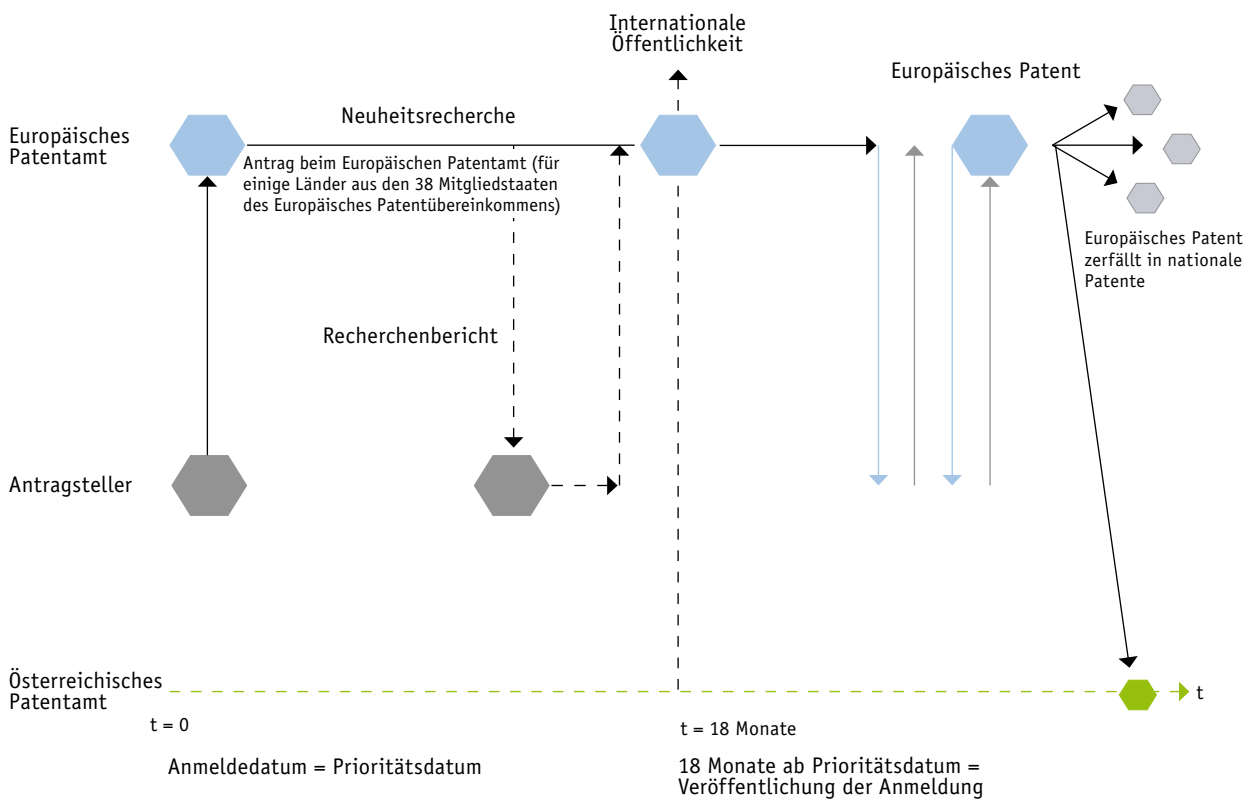 Internationale
Öffentlichkeit
Europäisches Patent
Neuheitsrecherche
Europäisches
Patentamt
Antrag beim Europäischen Patentamt (für
einige Länder aus den 38 Mitgliedstaaten
des Europäisches Patentübereinkommens)
Europäisches Patent
zerfällt in nationale
Patente
Recherchenbericht
Antragsteller
Österreichisches
Patentamt
t
t = 0
t = 18 Monate
Anmeldedatum = Prioritätsdatum
18 Monate ab Prioritätsdatum =
Veröffentlichung der Anmeldung